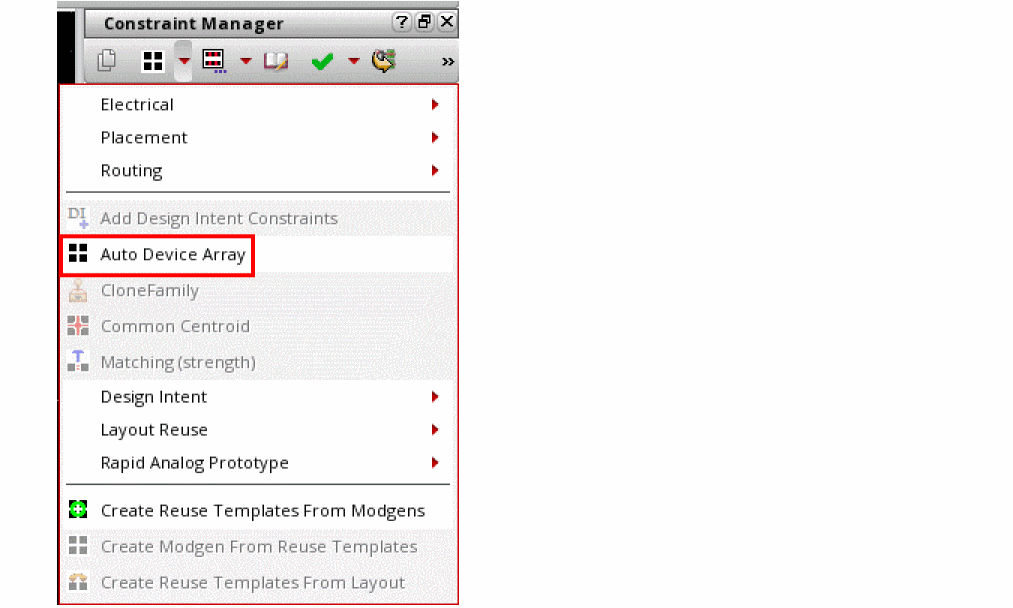 Constraint Manager
Electrical
Placement
Routing
Add Design Intent Constraints
Auto Device Array
CloneFamily
Common Centroid
Matching (strength)
Design Intent
Layout Reuse
Rapid Analog Prototype
Create Reuse Templates From Modgens
Create Modgen From Reuse Templates
Create Reuse Templates From Layout